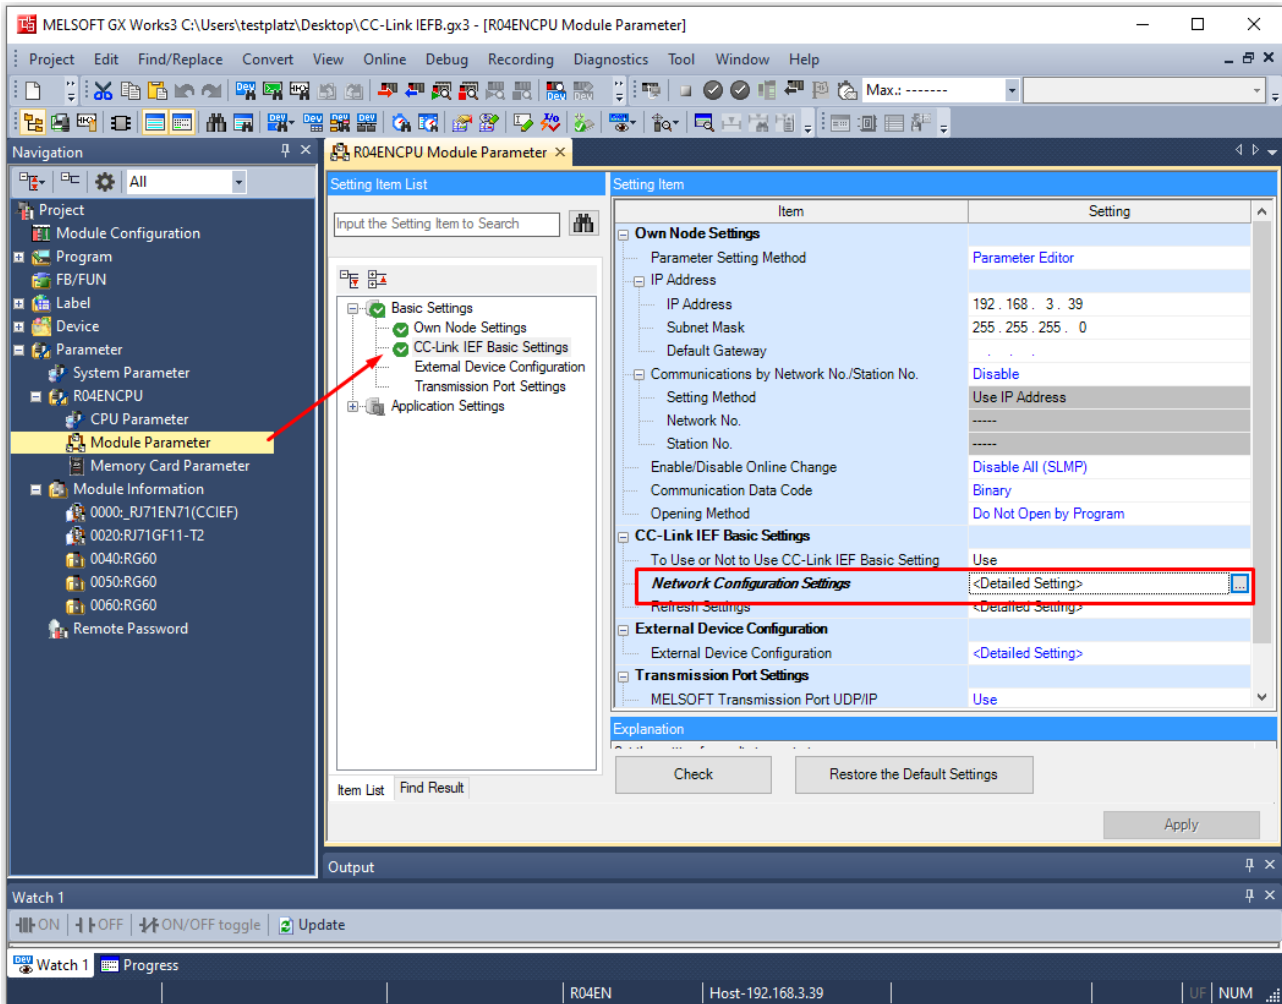 MELSOFT GX Works3 C:\Users\testplatz\Desktop\CC-Link IEFB.gx3 - [R04ENCPU Module Parameter]
Project Edit Find/Replace Convert View Online Debug Recording Diagnostics Tool Window Help
Max.: -------
Navigation
All
Project
Module Configuration
Program
FB/FUN
Label
Device
Parameter
System Parameter
R04ENCPU
CPU Parameter
Module Parameter
Memory Card Parameter
Module Information
0000:_RJ71EN71(CCIEF)
0020:RJ71GF11-T2
0040:RG60
0050:RG60
0060:RG60
Remote Password
R04ENCPU Module Parameter
Setting Item List
Input the Setting Item to Search
Basic Settings
Own Node Settings
CC-Link IEF Basic Settings
External Device Configuration
Transmission Port Settings
Application Settings
Item List Find Result
Setting Item
Item Setting
Own Node Settings
Parameter Setting Method Parameter Editor
IP Address
IP Address 192 . 168 . 3 . 39
Subnet Mask 255 . 255 . 255 . 0
Default Gateway . . .
Communications by Network No./Station No. Disable
Setting Method Use IP Address
Network No. -----
Station No. -----
Enable/Disable Online Change Disable All (SLMP)
Communication Data Code Binary
Opening Method Do Not Open by Program
CC-Link IEF Basic Settings
To Use or Not to Use CC-Link IEF Basic Setting Use
Network Configuration Settings <Detailed Setting> ...
Refresh Settings <Detailed Setting>
External Device Configuration
External Device Configuration <Detailed Setting>
Transmission Port Settings
MELSOFT Transmission Port UDP/IP Use
Explanation
Check Restore the Default Settings
Apply
Output
Watch 1
ON OFF ON/OFF toggle Update
Watch 1 Progress
R04EN Host-192.168.3.39 UF NUM